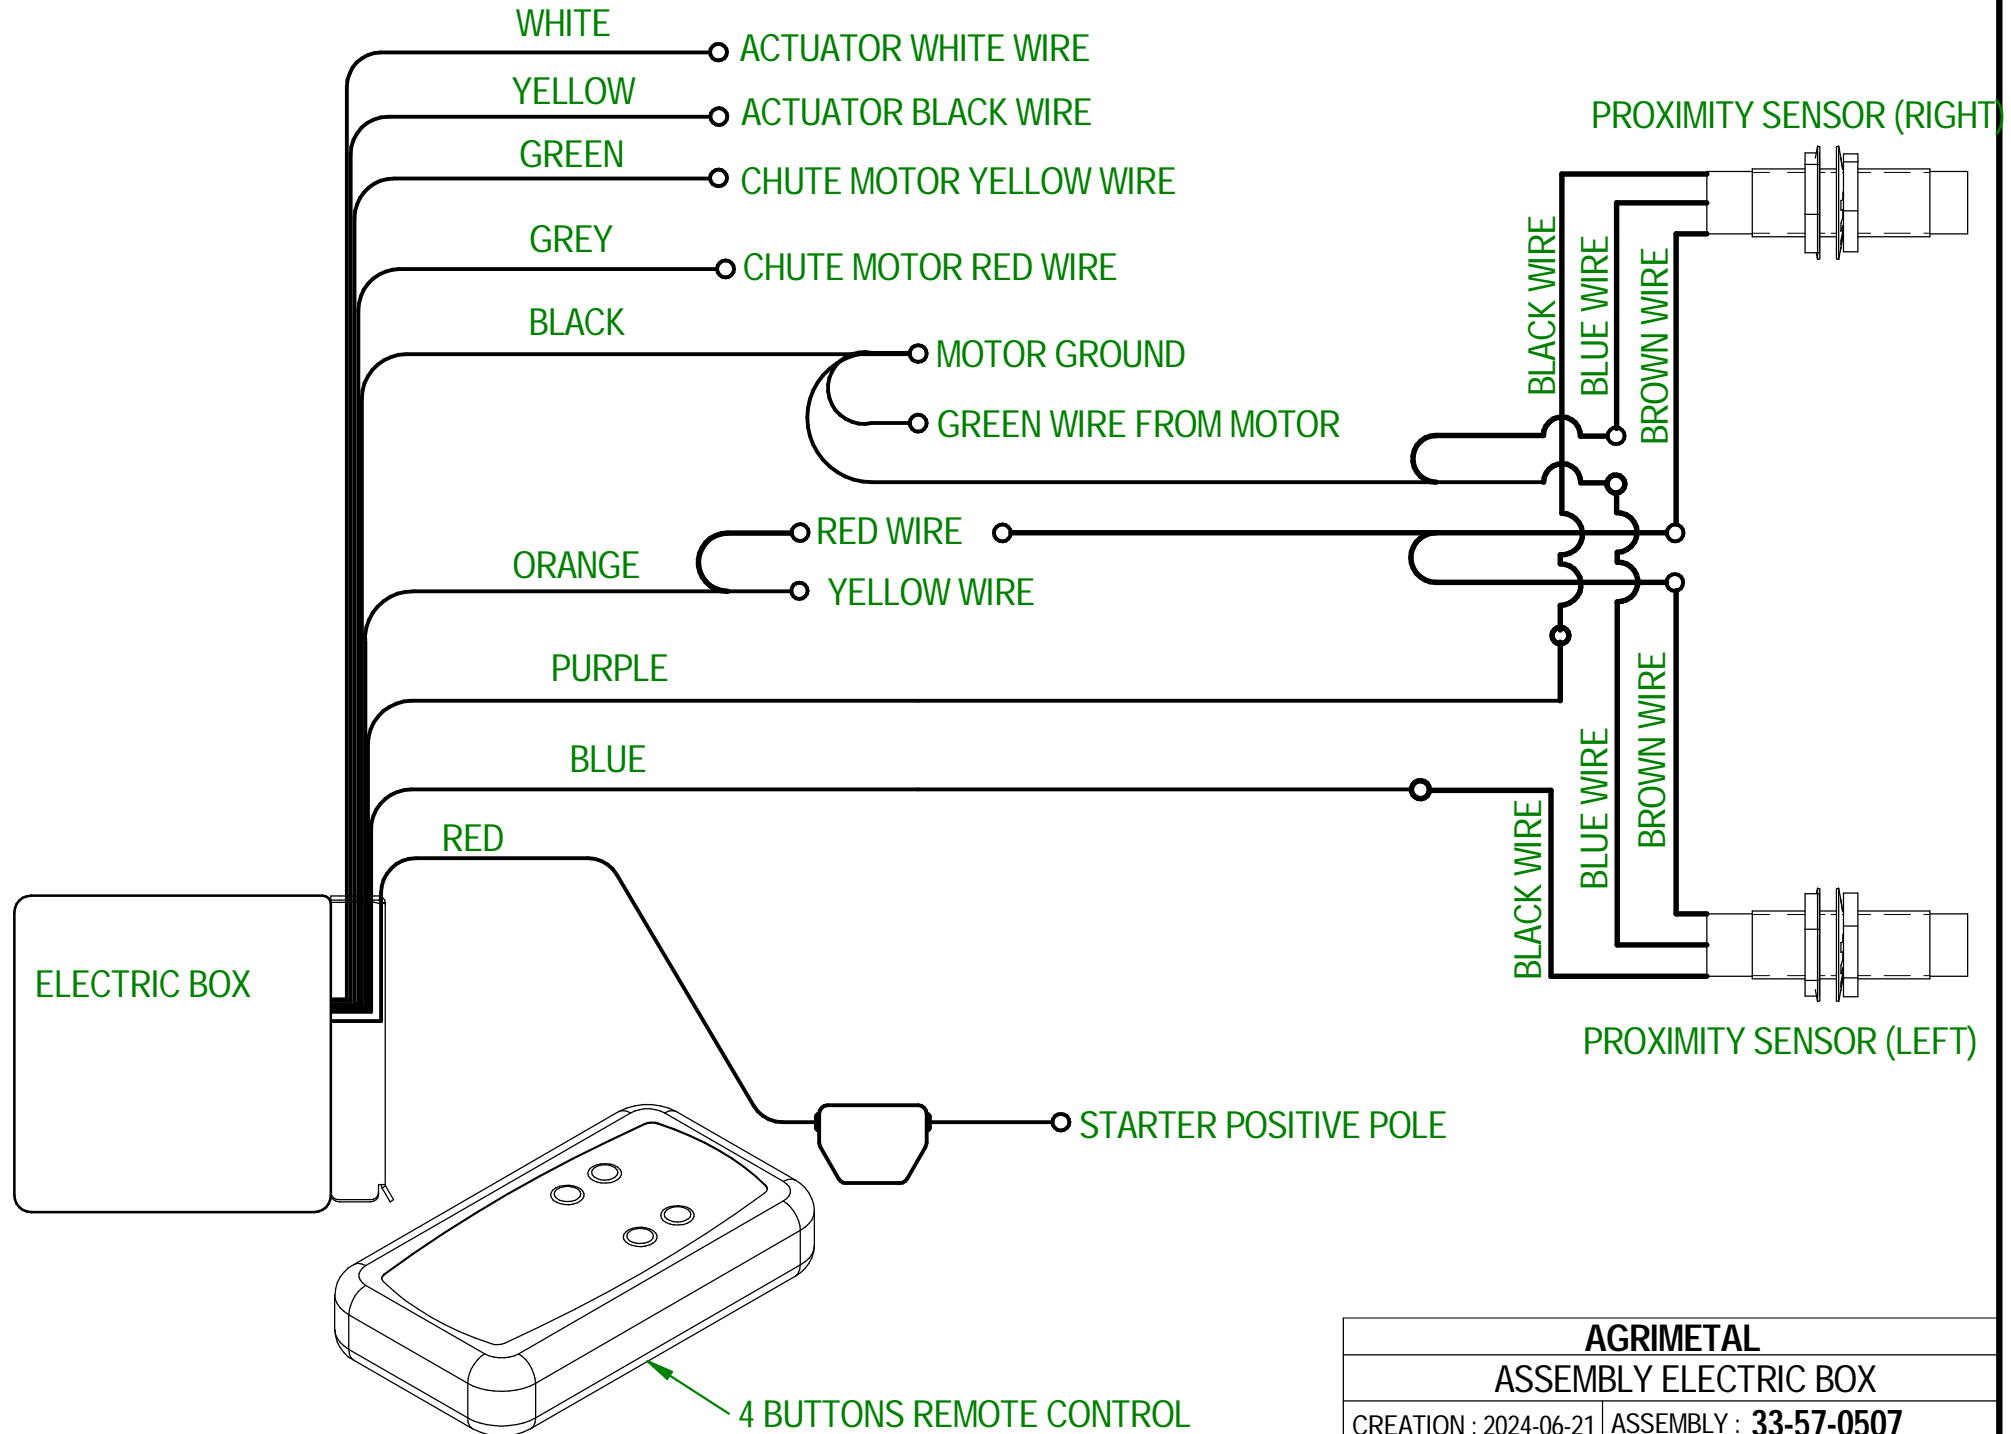 WHITE
ACTUATOR WHITE WIRE
YELLOW
ACTUATOR BLACK WIRE
PROXIMITY SENSOR (RIGHT)
GREEN
CHUTE MOTOR YELLOW WIRE
GREY
CHUTE MOTOR RED WIRE
BLACK WIRE
BLUE WIRE
BROWN WIRE
BLACK
MOTOR GROUND
GREEN WIRE FROM MOTOR
RED WIRE
ORANGE
YELLOW WIRE
PURPLE
BLUE
BLACK WIRE
BLUE WIRE
BROWN WIRE
RED
ELECTRIC BOX
PROXIMITY SENSOR (LEFT)
STARTER POSITIVE POLE
4 BUTTONS REMOTE CONTROL
AGRIMETAL
ASSEMBLY ELECTRIC BOX
CREATION : 2024-06-21 ASSEMBLY : 33-57-0507